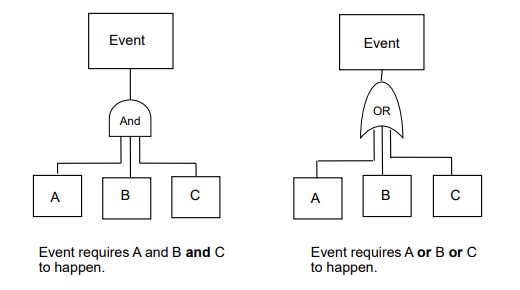 Event
And
A
B
C
Event requires A and B and C
to happen.
Event
OR
A
B
C
Event requires A or B or C
to happen.